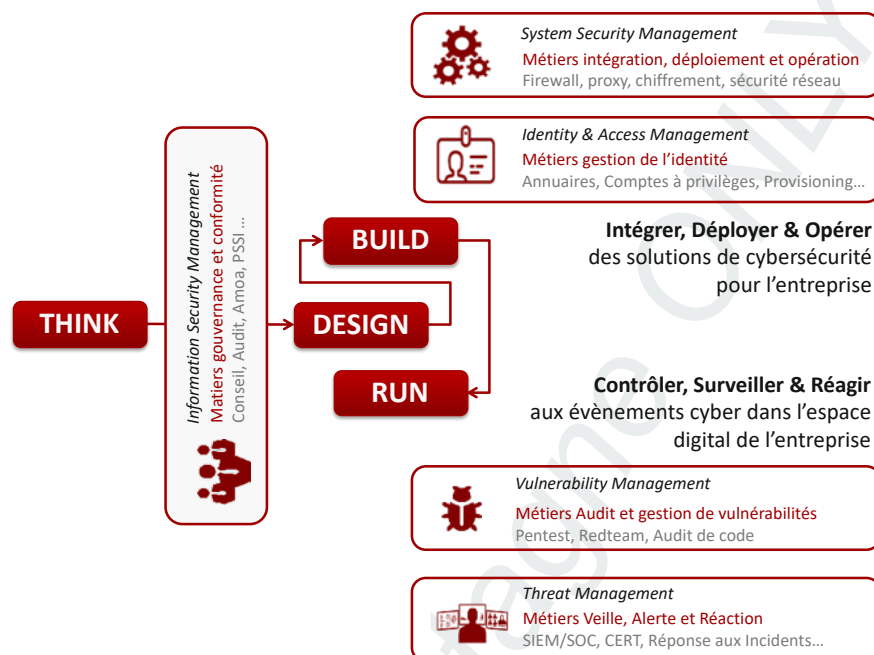 System Security Management
Métiers intégration, déploiement et opération
Firewall, proxy, chiffrement, sécurité réseau
Identity & Access Management
Métiers gestion de l’identité
Annuaires, Comptes à privilèges, Provisioning…
Intégrer, Déployer & Opérer
des solutions de cybersécurité
pour l’entreprise
THINK
Information Security Management
Matiers gouvernance et conformité
Conseil, Audit, Amoa, PSSI …
BUILD
DESIGN
RUN
Contrôler, Surveiller & Réagir
aux évènements cyber dans l’espace
digital de l’entreprise
Vulnerability Management
Métiers Audit et gestion de vulnérabilités
Pentest, Redteam, Audit de code
Threat Management
Métiers Veille, Alerte et Réaction
SIEM/SOC, CERT, Réponse aux Incidents…
tagne ONLY